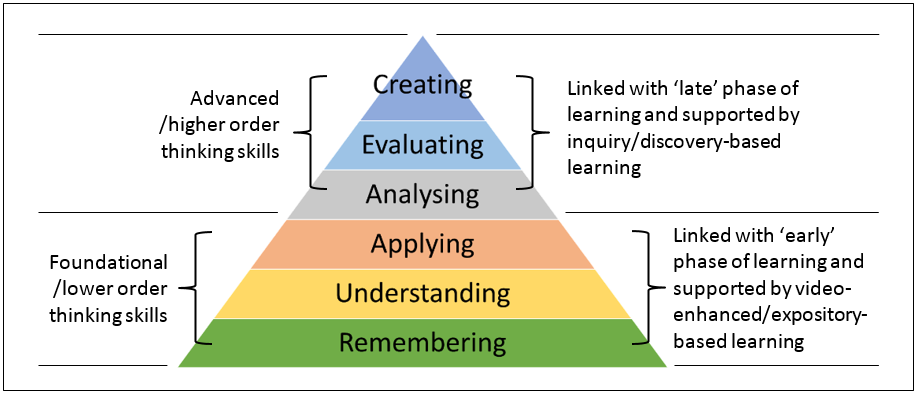 Creating
Evaluating
Analysing
Applying
Understanding
Remembering
Advanced
/higher order
thinking skills
Linked with ‘late’ phase of
learning and supported by
inquiry/discovery-based
learning
Foundational
/lower order
thinking skills
Linked with ‘early’
phase of learning and
supported by video-
enhanced/expository-
based learning